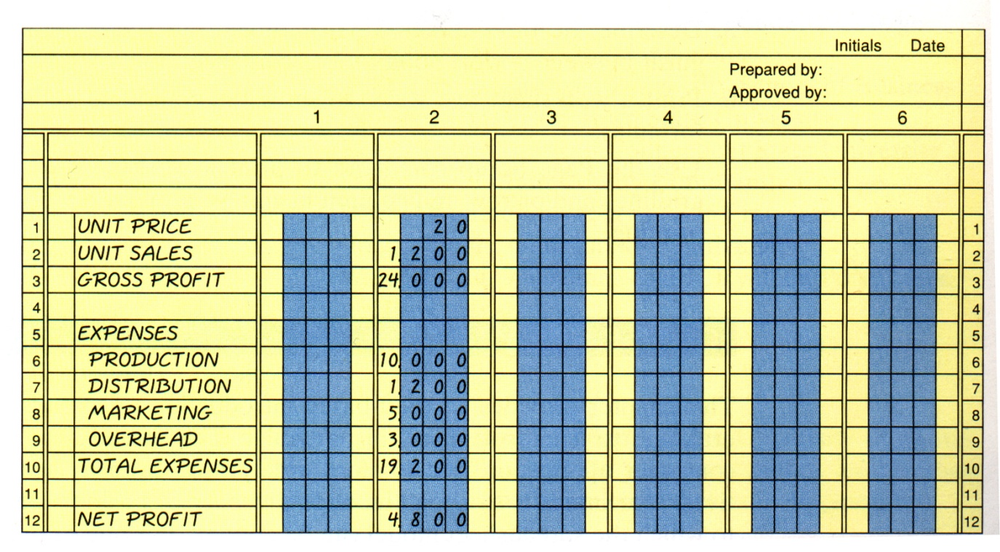 Initials Date
Prepared by:
Approved by:
1 2 3 4 5 6
1 UNIT PRICE 20 1
2 UNIT SALES 1,200 2
3 GROSS PROFIT 24,000 3
4 4
5 EXPENSES 5
6 PRODUCTION 10,000 6
7 DISTRIBUTION 1,200 7
8 MARKETING 5,000 8
9 OVERHEAD 3,000 9
10 TOTAL EXPENSES 19,200 10
11 11
12 NET PROFIT 4,800 12